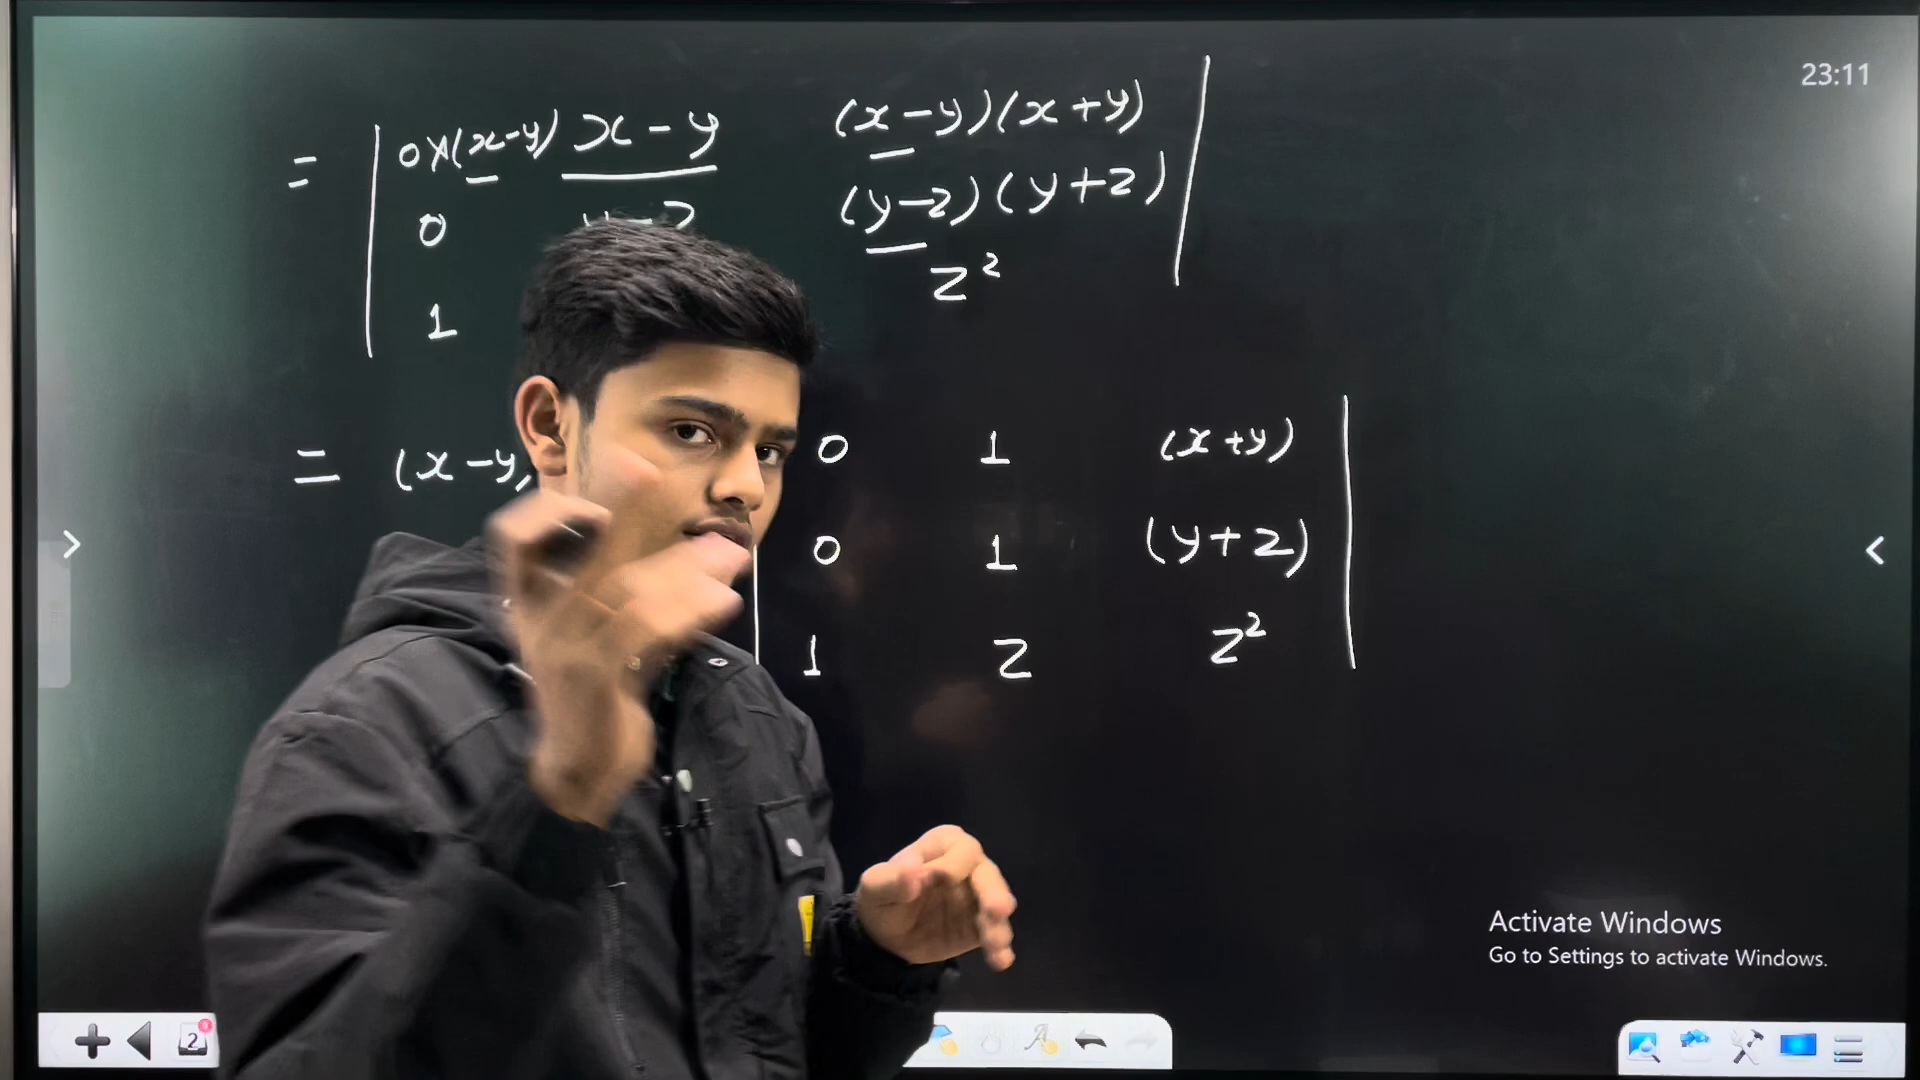 23:11
= | 0×(x-y) x-y (x-y)(x+y) |
0 y-z (y-z)(y+z)
1 z²
= (x-y) 0 1 (x+y)
0 1 (y+z)
1 z z²
Activate Windows
Go to Settings to activate Windows.
2